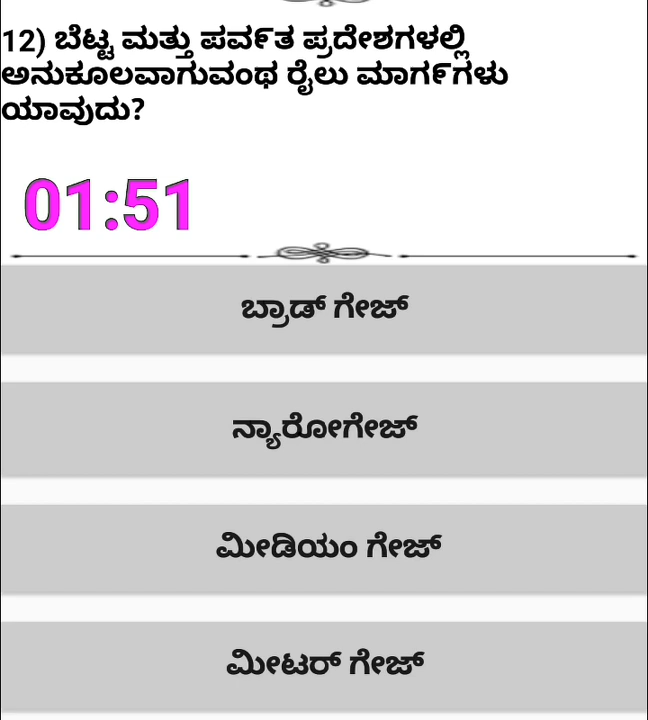 12) ಬೆಟ್ಟ ಮತ್ತು ಪರ್ವತ ಪ್ರದೇಶಗಳಲ್ಲಿ
ಅನುಕೂಲವಾಗುವಂಥ ರೈಲು ಮಾರ್ಗಗಳು
ಯಾವುದು?
01:51
ಬ್ರಾಡ್ ಗೇಜ್
ನ್ಯಾರೋಗೇಜ್
ಮೀಡಿಯಂ ಗೇಜ್
ಮೀಟರ್ ಗೇಜ್